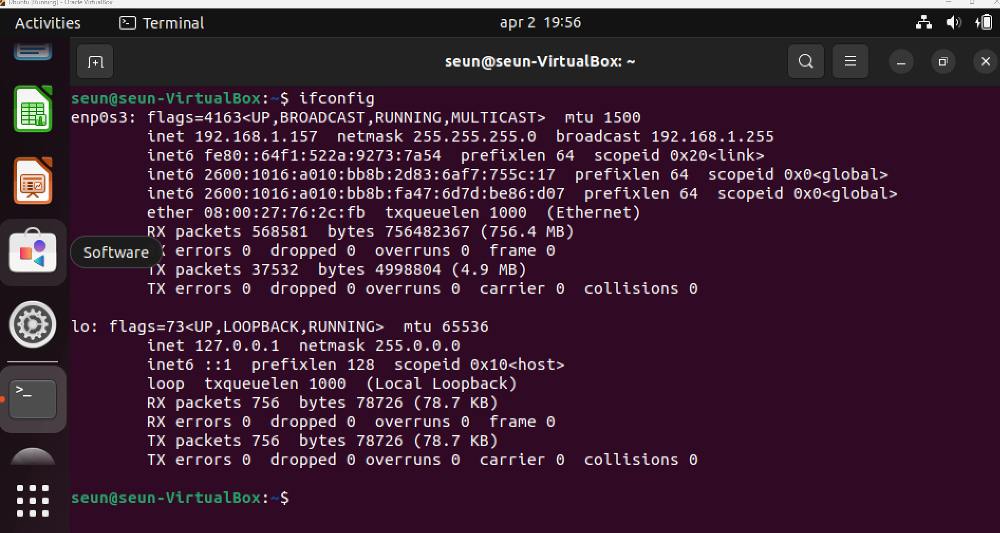 Ubuntu [Running] - Oracle VirtualBox
Activities Terminal apr 2 19:56
seun@seun-VirtualBox: ~
seun@seun-VirtualBox:~$ ifconfig
enp0s3: flags=4163<UP,BROADCAST,RUNNING,MULTICAST>  mtu 1500
        inet 192.168.1.157  netmask 255.255.255.0  broadcast 192.168.1.255
        inet6 fe80::64f1:522a:9273:7a54  prefixlen 64  scopeid 0x20<link>
        inet6 2600:1016:a010:bb8b:2d83:6af7:755c:17  prefixlen 64  scopeid 0x0<global>
        inet6 2600:1016:a010:bb8b:fa47:6d7d:be86:d07  prefixlen 64  scopeid 0x0<global>
        ether 08:00:27:76:2c:fb  txqueuelen 1000  (Ethernet)
        RX packets 568581  bytes 756482367 (756.4 MB)
Software
        RX errors 0  dropped 0  overruns 0  frame 0
        TX packets 37532  bytes 4998804 (4.9 MB)
        TX errors 0  dropped 0 overruns 0  carrier 0  collisions 0
lo: flags=73<UP,LOOPBACK,RUNNING>  mtu 65536
        inet 127.0.0.1  netmask 255.0.0.0
        inet6 ::1  prefixlen 128  scopeid 0x10<host>
        loop  txqueuelen 1000  (Local Loopback)
        RX packets 756  bytes 78726 (78.7 KB)
        RX errors 0  dropped 0  overruns 0  frame 0
        TX packets 756  bytes 78726 (78.7 KB)
        TX errors 0  dropped 0 overruns 0  carrier 0  collisions 0
seun@seun-VirtualBox:~$